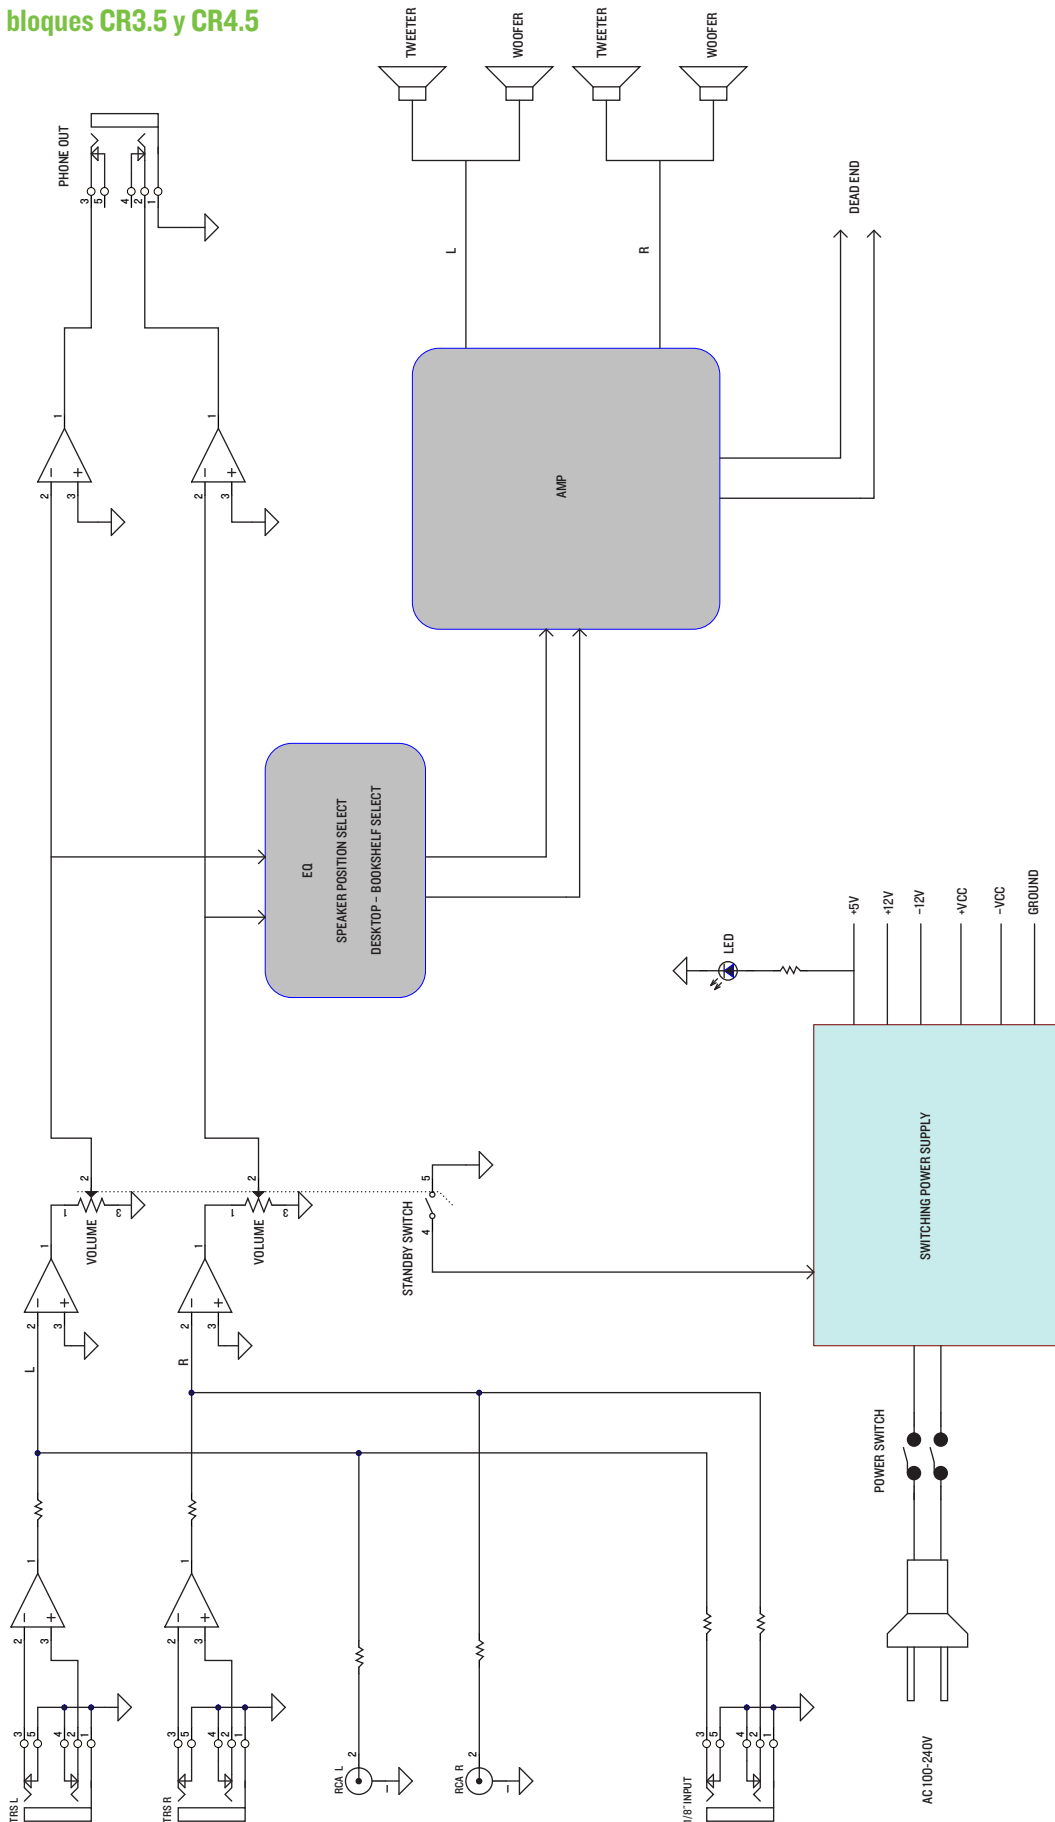 bloques CR3.5 y CR4.5
TWEETER
WOOFER
TWEETER
WOOFER
PHONE OUT
3
5
4
2
1
L
R
DEAD END
1
2
3
−
+
1
2
3
−
+
AMP
EQ
SPEAKER POSITION SELECT
DESKTOP – BOOKSHELF SELECT
+5V
+12V
−12V
+VCC
−VCC
GROUND
LED
SWITCHING POWER SUPPLY
2
1
3
VOLUME
2
1
3
VOLUME
5
4
STANDBY SWITCH
1
2
3
−
+
L
1
2
3
−
+
R
POWER SWITCH
AC 100-240V
1
2
3
−
+
1
2
3
−
+
TRS L
3
5
4
2
1
TRS R
3
5
4
2
1
RCA L
2
1
RCA R
2
1
1/8" INPUT
3
5
4
2
1